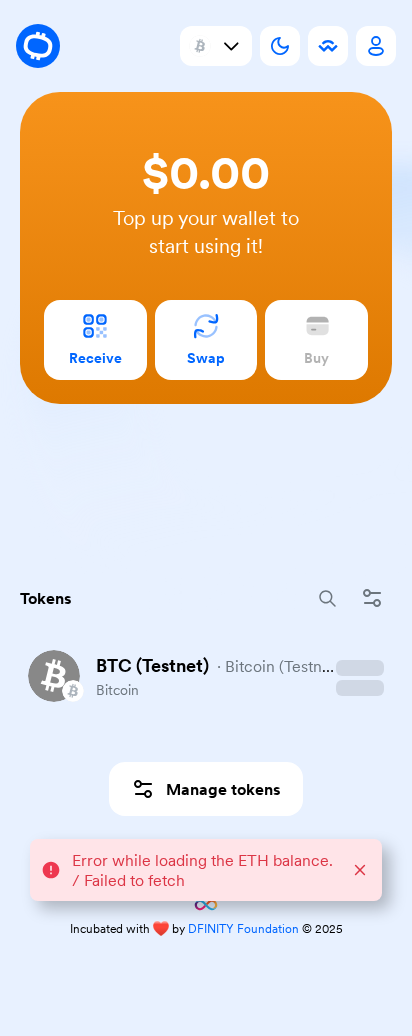 $0.00
Top up your wallet to
start using it!
Receive
Swap
Buy
Tokens
BTC (Testnet) · Bitcoin (Testn...
Bitcoin
Manage tokens
Error while loading the ETH balance.
/ Failed to fetch
Incubated with ❤️ by DFINITY Foundation © 2025